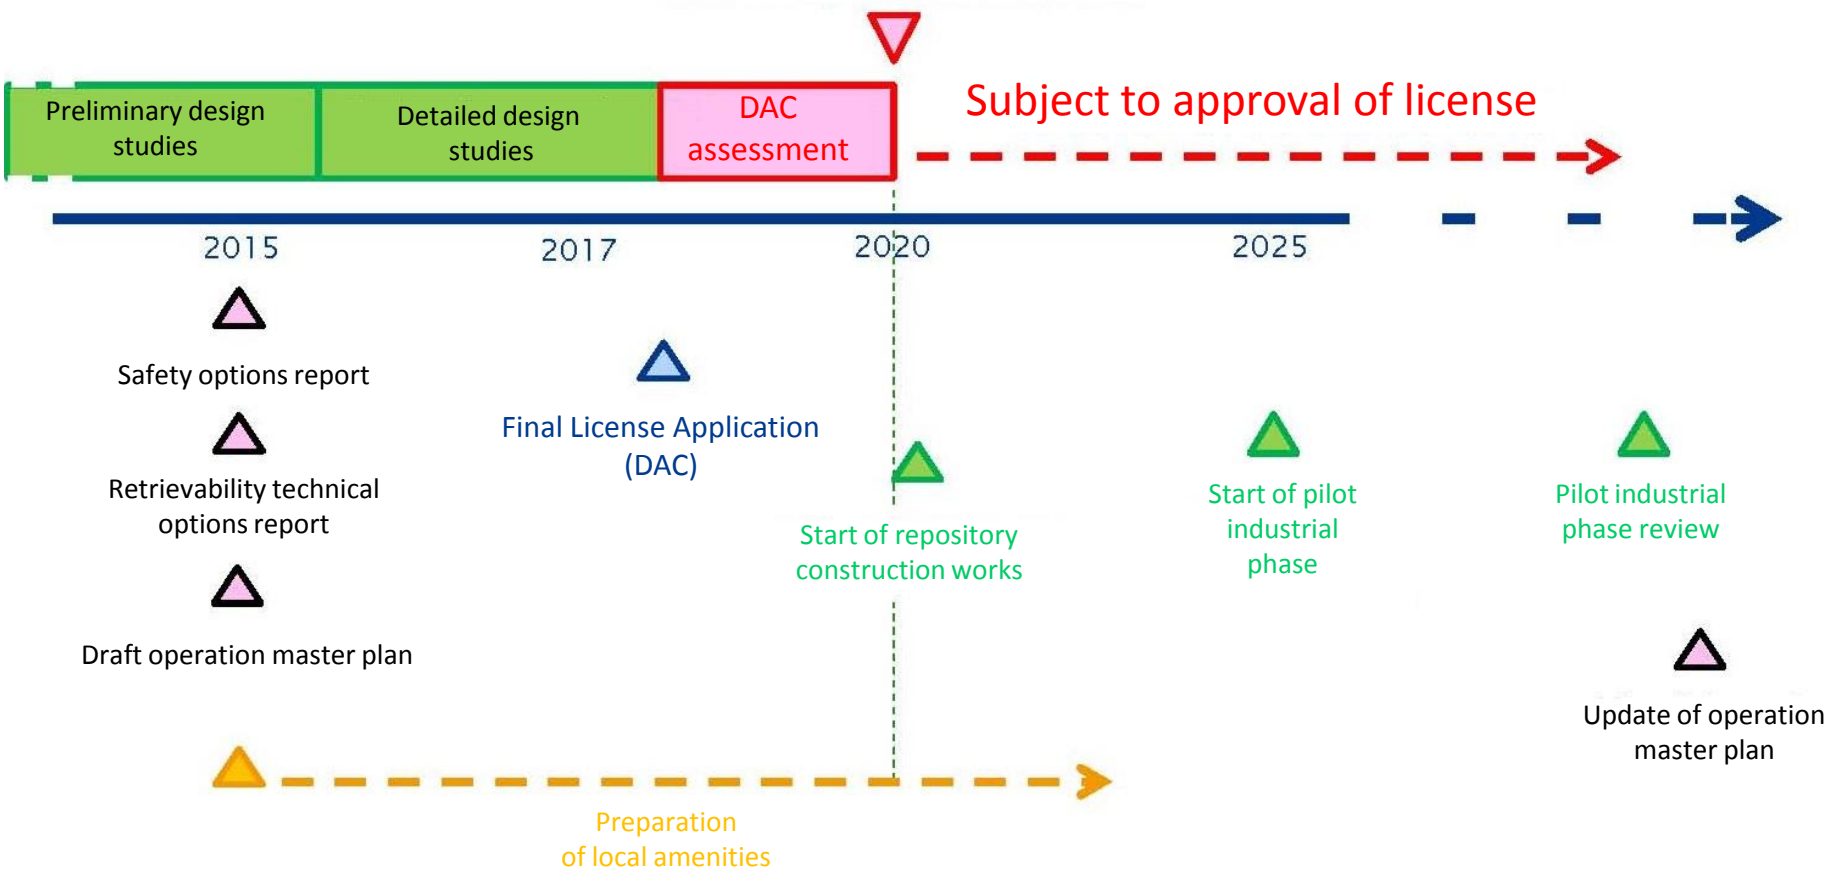 Preliminary design
studies
Detailed design
studies
DAC
assessment
Subject to approval of license
2015
2017
2020
2025
Safety options report
Retrievability technical
options report
Draft operation master plan
Final License Application
(DAC)
Start of repository
construction works
Start of pilot
industrial
phase
Pilot industrial
phase review
Update of operation
master plan
Preparation
of local amenities